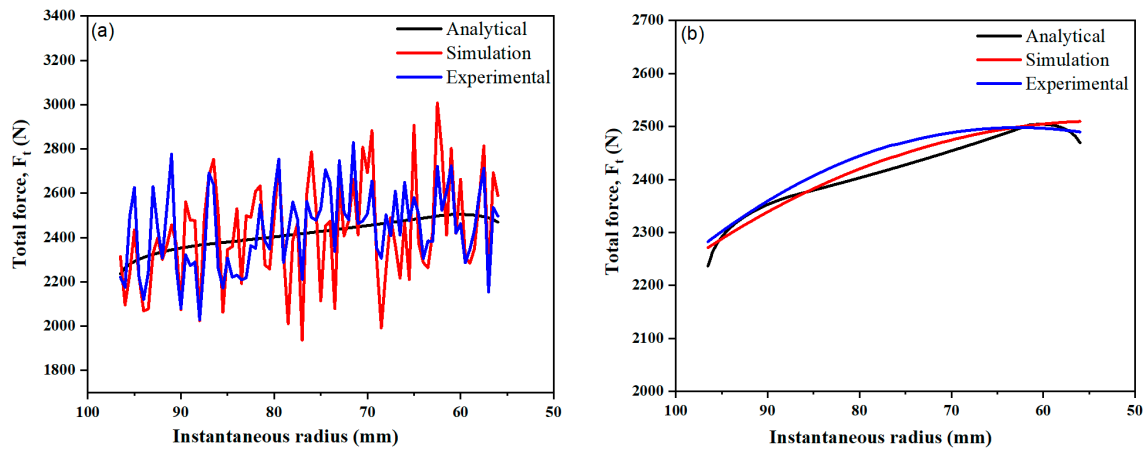 (a)
Analytical
Simulation
Experimental
3400
3200
3000
2800
2600
2400
2200
2000
1800
Total force, Ft (N)
100
90
80
70
60
50
Instantaneous radius (mm)
(b)
Analytical
Simulation
Experimental
2700
2600
2500
2400
2300
2200
2100
2000
Total force, Ft (N)
100
90
80
70
60
50
Instantaneous radius (mm)